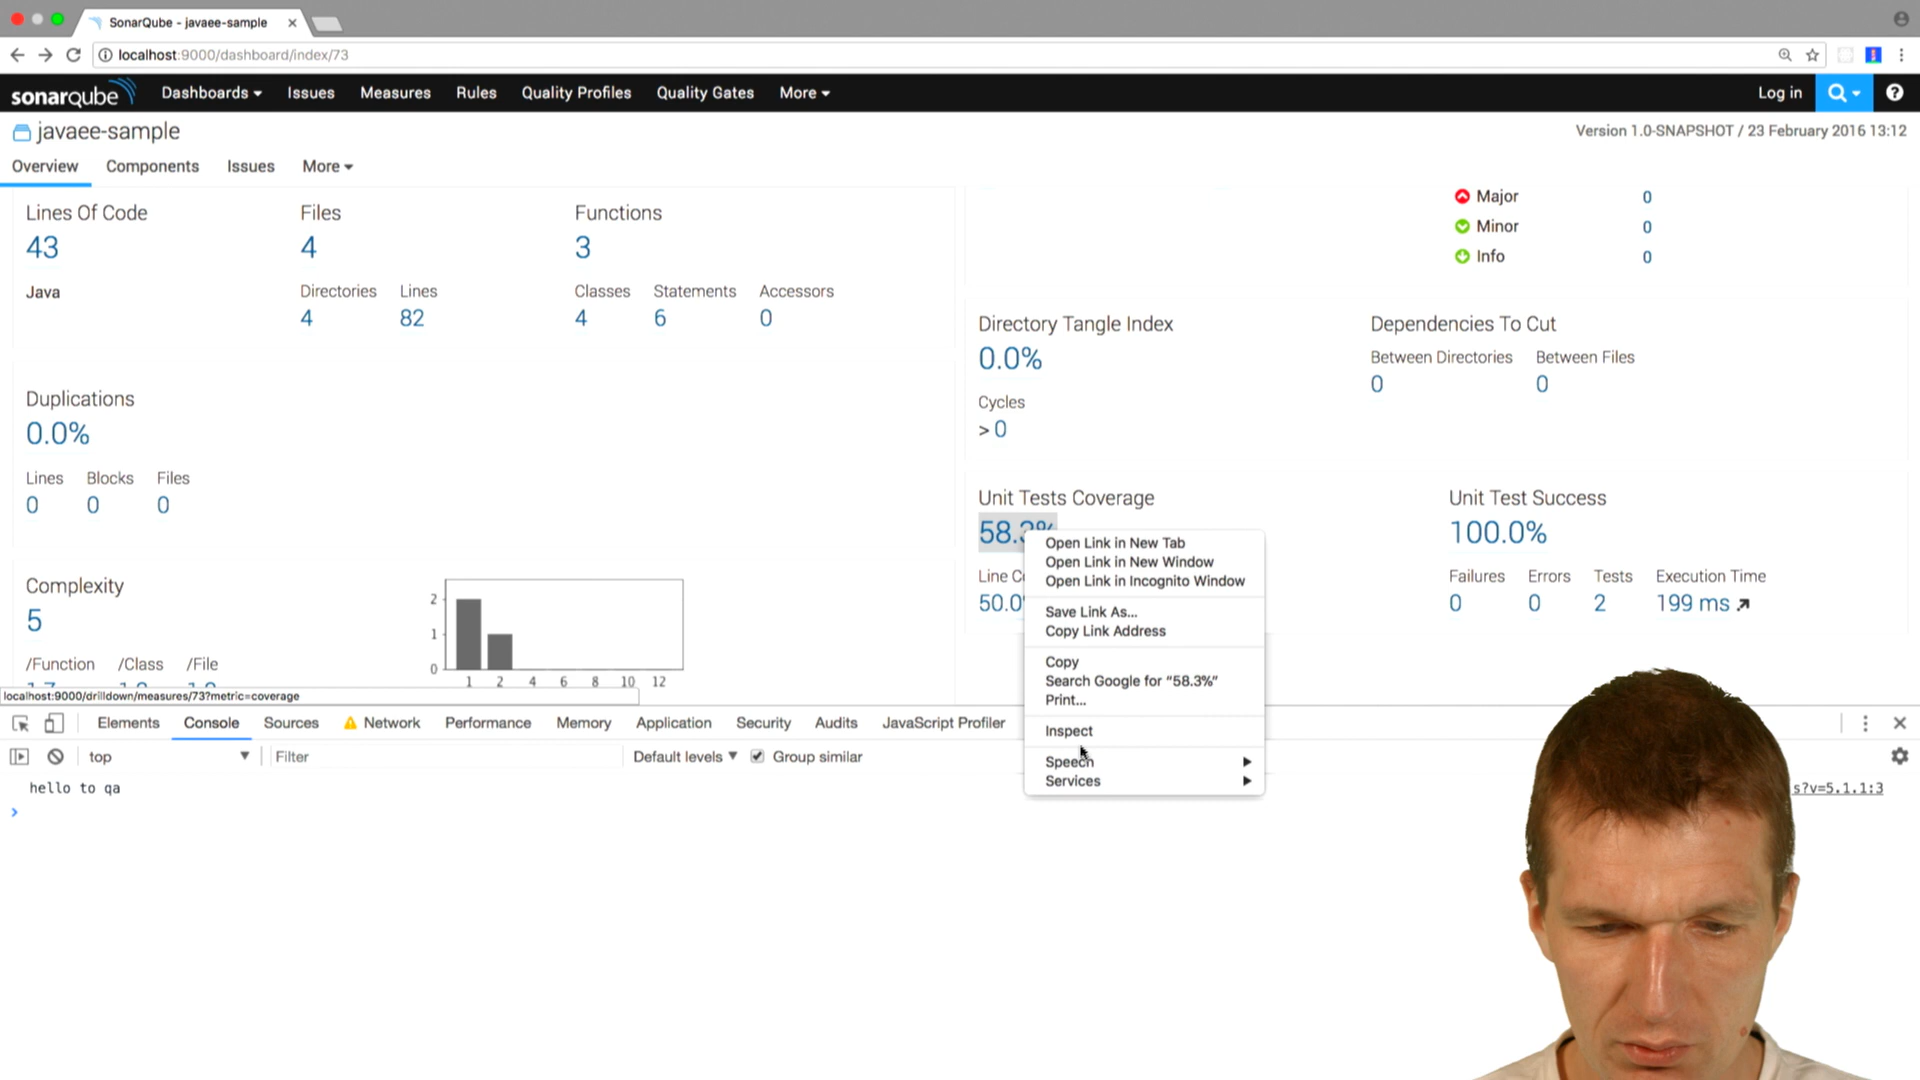 SonarQube - javaee-sample
localhost:9000/dashboard/index/73
sonarqube Dashboards Issues Measures Rules Quality Profiles Quality Gates More Log in
javaee-sample
Version 1.0-SNAPSHOT / 23 February 2016 13:12
Overview Components Issues More
Lines Of Code Files Functions
43 4 3
Java
Directories Lines Classes Statements Accessors
4 82 4 6 0
Major 0
Minor 0
Info 0
Duplications
0.0%
Lines Blocks Files
0 0 0
Directory Tangle Index Dependencies To Cut
0.0%
Between Directories Between Files
0 0
Cycles
> 0
Unit Tests Coverage Unit Test Success
58.3% 100.0%
Line
50.0
Failures Errors Tests Execution Time
0 0 2 199 ms
Complexity
5
/Function /Class /File
2
1
0
1 2 4 6 8 10 12
Open Link in New Tab
Open Link in New Window
Open Link in Incognito Window
Save Link As...
Copy Link Address
Copy
Search Google for “58.3%”
Print...
Inspect
Speech
Services
localhost:9000/drilldown/measures/73?metric=coverage
Elements Console Sources Network Performance Memory Application Security Audits JavaScript Profiler
top Filter Default levels Group similar
hello to qa
s?v=5.1.1:3